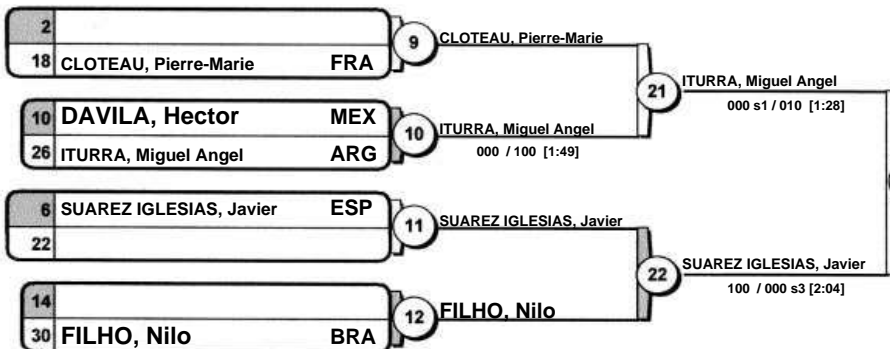 2
18 CLOTEAU, Pierre-Marie FRA
9
CLOTEAU, Pierre-Marie
10 DAVILA, Hector MEX
26 ITURRA, Miguel Angel ARG
10
ITURRA, Miguel Angel
000 / 100 [1:49]
21
ITURRA, Miguel Angel
000 s1 / 010 [1:28]
6 SUAREZ IGLESIAS, Javier ESP
22
11
SUAREZ IGLESIAS, Javier
14
30 FILHO, Nilo BRA
12
FILHO, Nilo
22
SUAREZ IGLESIAS, Javier
100 / 000 s3 [2:04]